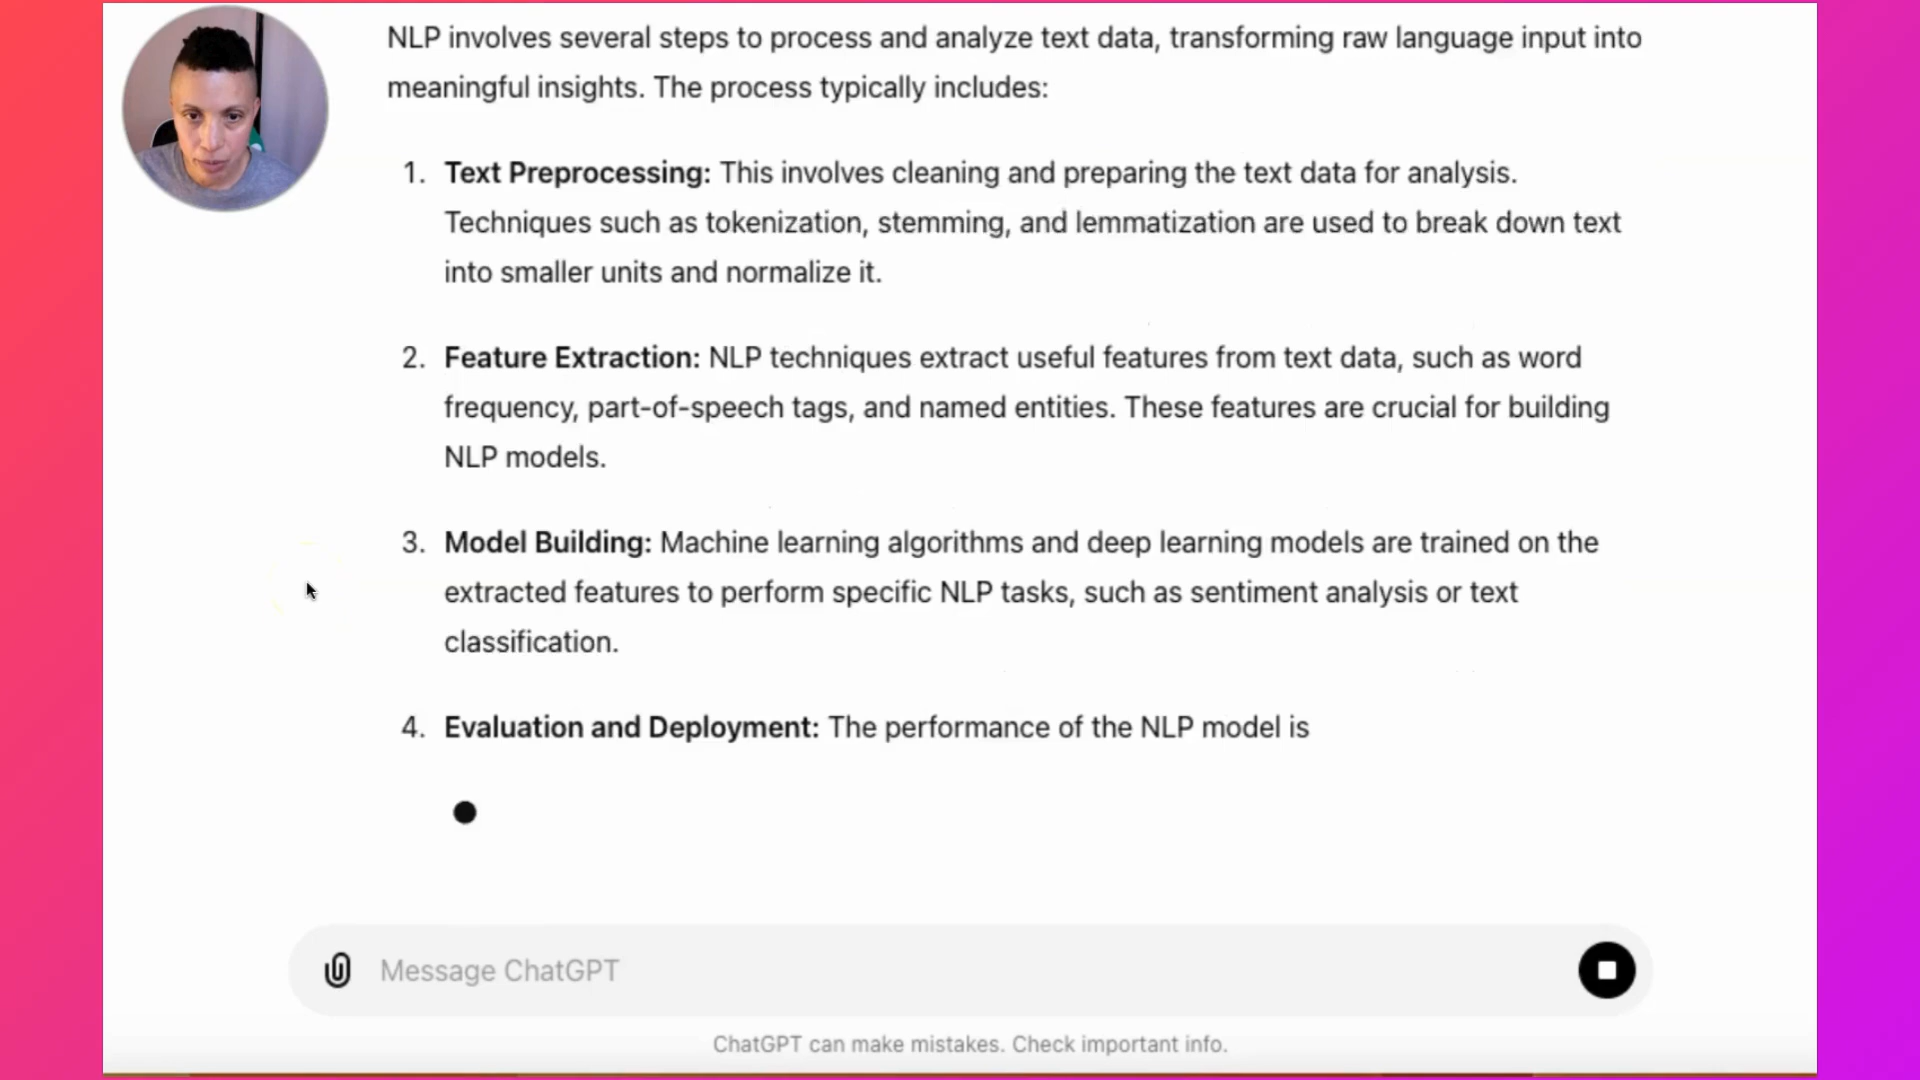 NLP involves several steps to process and analyze text data, transforming raw language input into
meaningful insights. The process typically includes:
1. Text Preprocessing: This involves cleaning and preparing the text data for analysis.
Techniques such as tokenization, stemming, and lemmatization are used to break down text
into smaller units and normalize it.
2. Feature Extraction: NLP techniques extract useful features from text data, such as word
frequency, part-of-speech tags, and named entities. These features are crucial for building
NLP models.
3. Model Building: Machine learning algorithms and deep learning models are trained on the
extracted features to perform specific NLP tasks, such as sentiment analysis or text
classification.
4. Evaluation and Deployment: The performance of the NLP model is
Message ChatGPT
ChatGPT can make mistakes. Check important info.